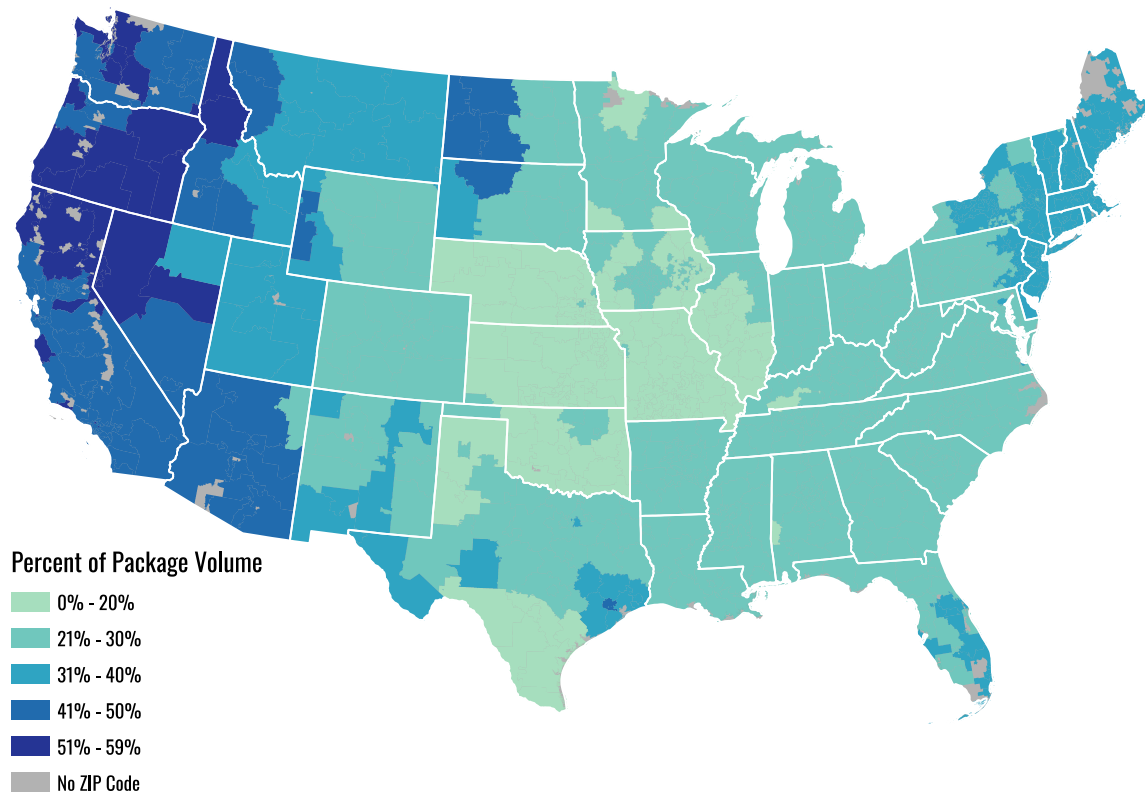 Percent of Package Volume
0% - 20%
21% - 30%
31% - 40%
41% - 50%
51% - 59%
No ZIP Code